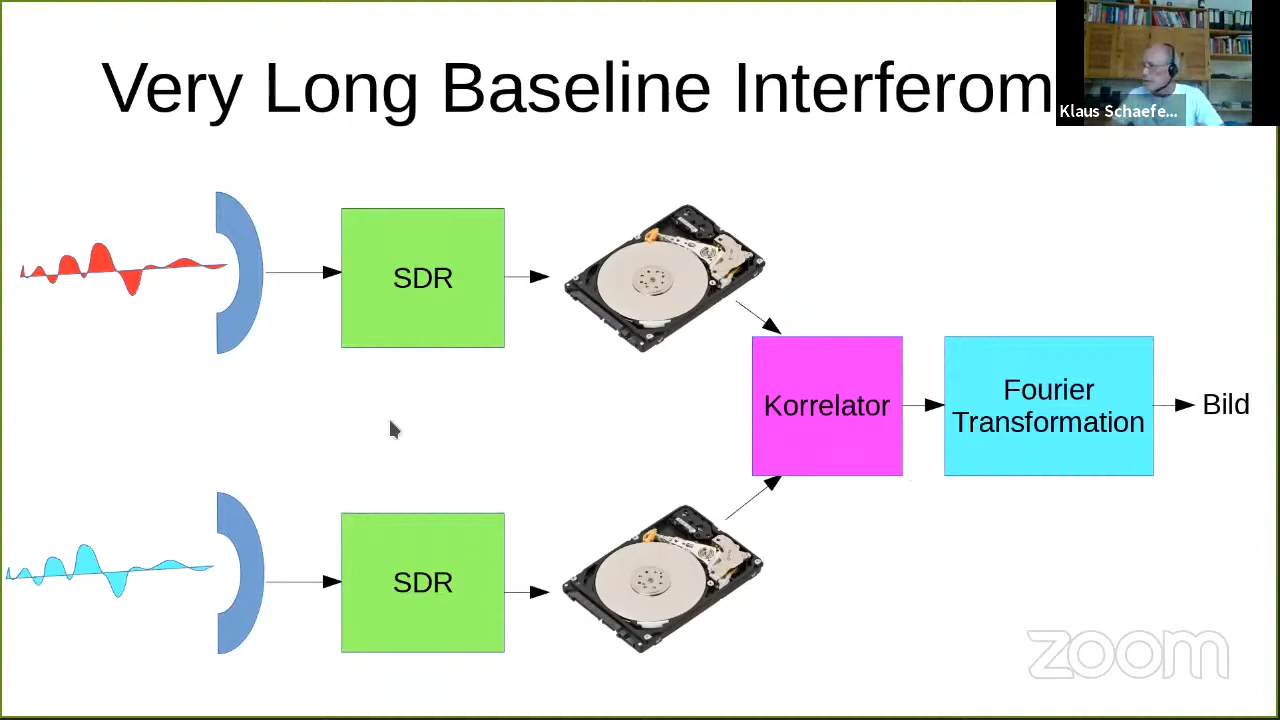 Very Long Baseline Interferom
Klaus Schaefe...
SDR
Korrelator
Fourier
Transformation
Bild
SDR
zoom